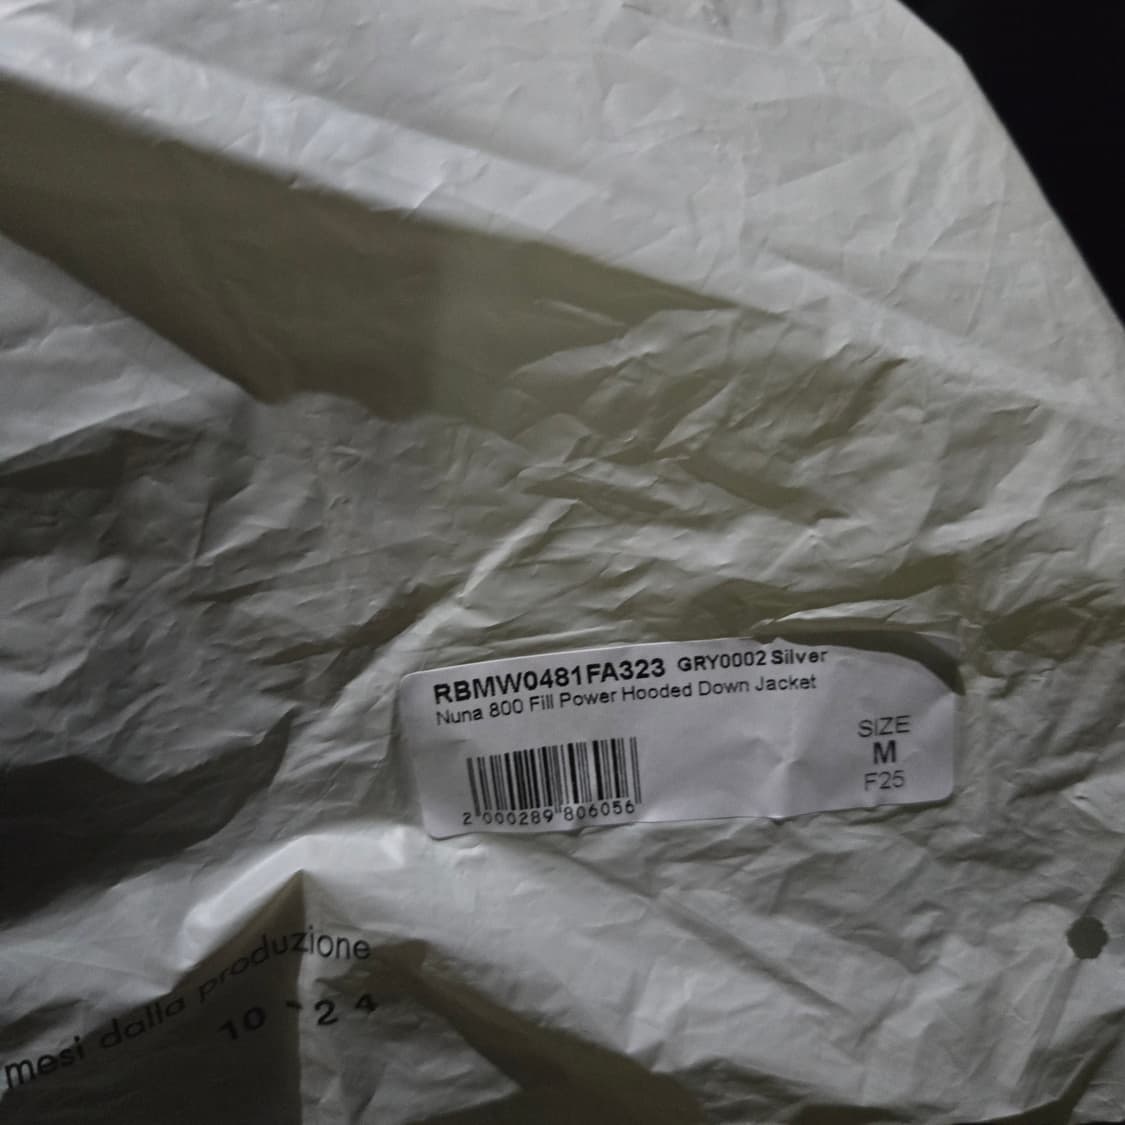 RBMW0481FA323 GRY0002 Silver
Nuna 800 Fill Power Hooded Down Jacket
SIZE
M
F25
2 000289 806056
mesi dalla produzione
10 - 24